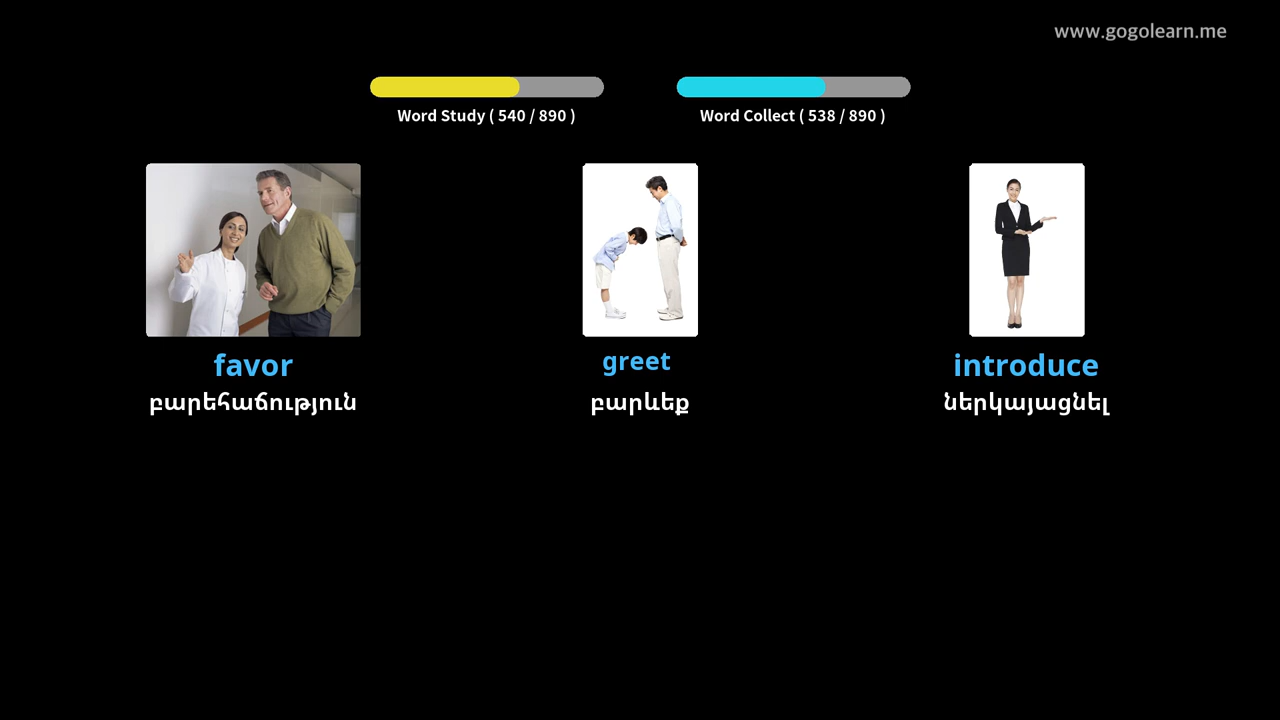 www.gogolearn.me
Word Study ( 540 / 890 )
Word Collect ( 538 / 890 )
favor
greet
introduce
բարեհաճություն
բարևեք
ներկայացնել